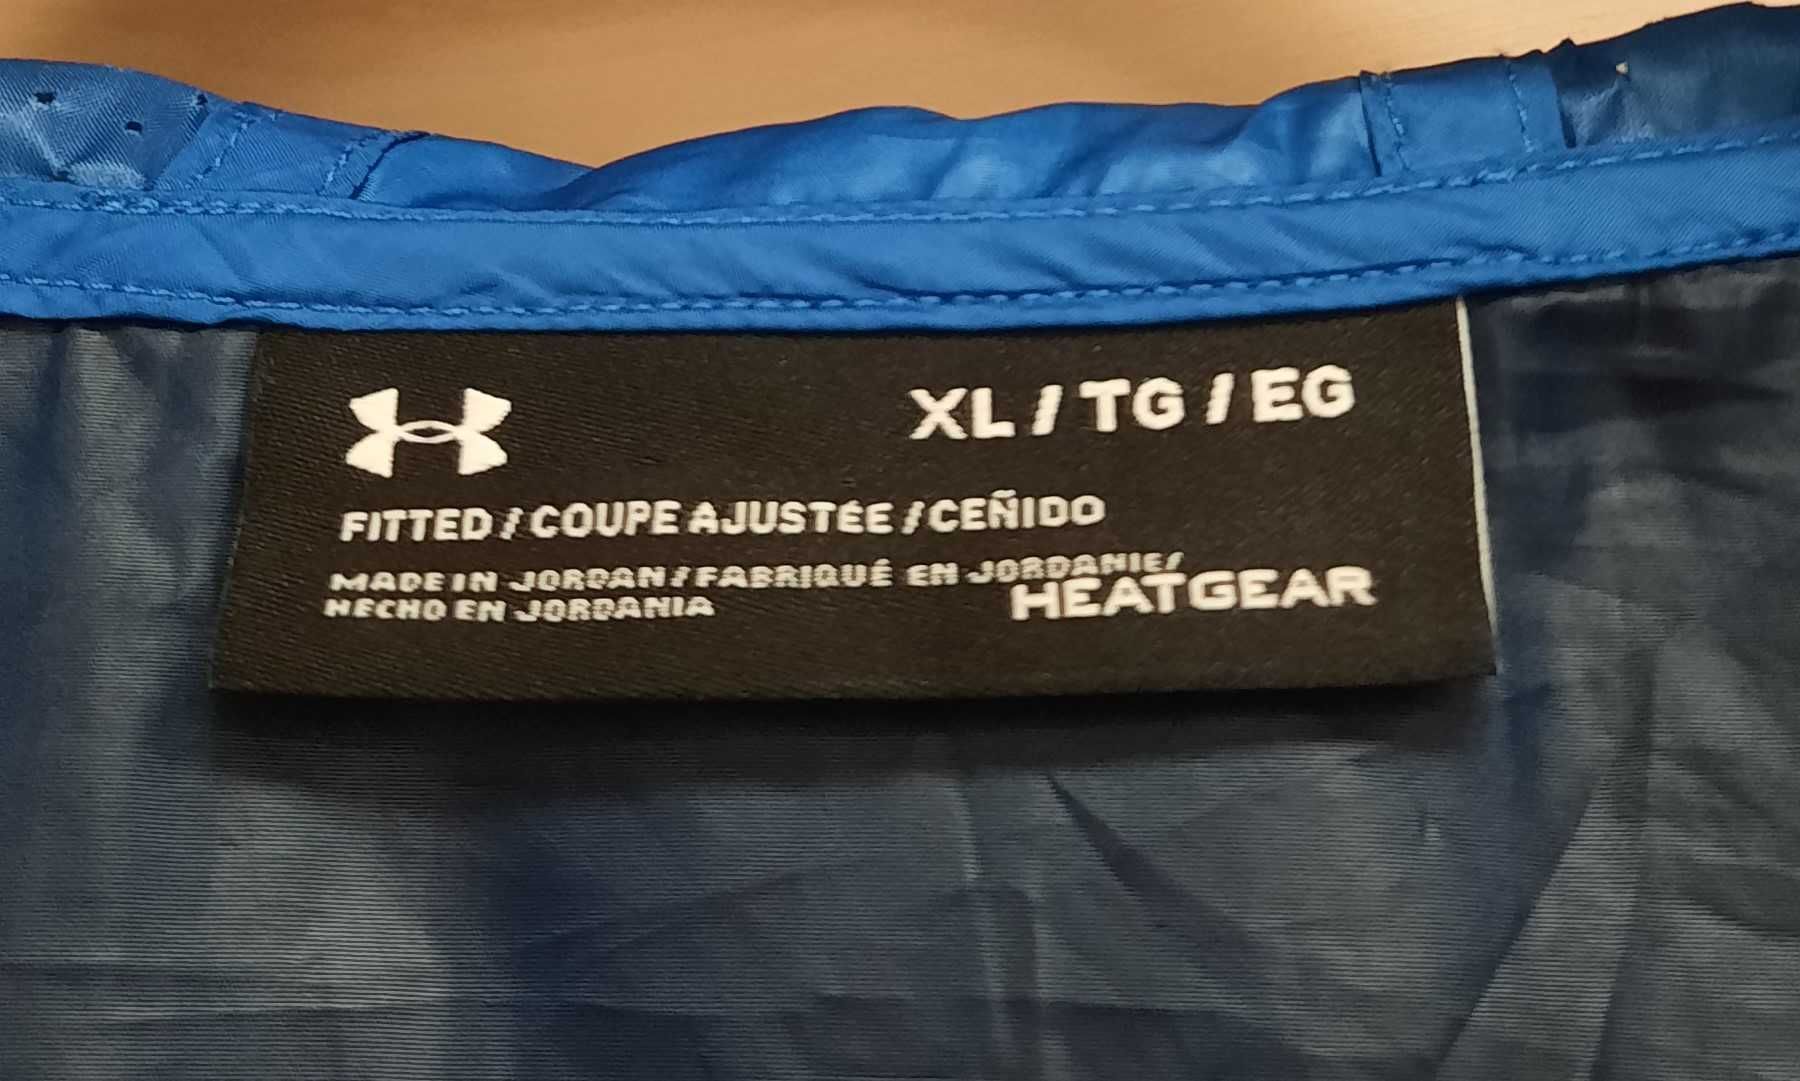 XL / TG / EG
FITTED / COUPE AJUSTÉE / CEÑIDO
MADE IN JORDAN / FABRIQUÉ EN JORDANIE/
HECHO EN JORDANIA
HEATGEAR